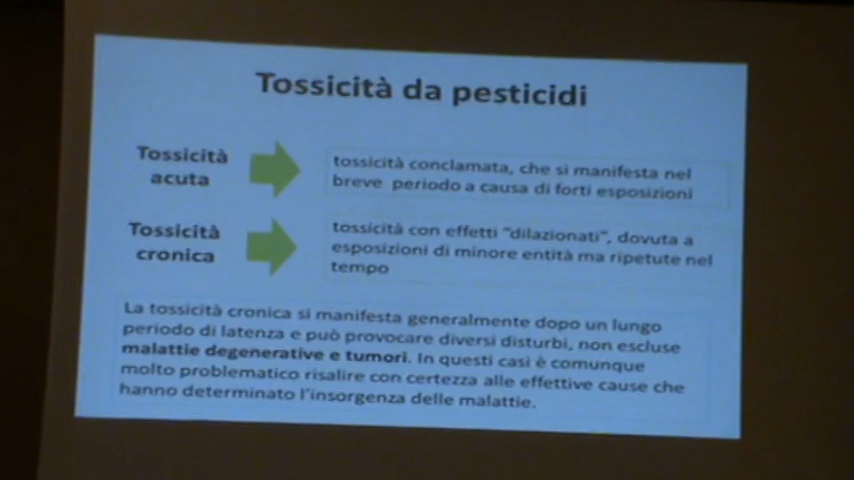 Tossicità da pesticidi
Tossicità
acuta
tossicità conclamata, che si manifesta nel
breve periodo a causa di forti esposizioni
Tossicità
cronica
tossicità con effetti "dilazionati", dovuta a
esposizioni di minore entità ma ripetute nel
tempo
La tossicità cronica si manifesta generalmente dopo un lungo
periodo di latenza e può provocare diversi disturbi, non escluse
malattie degenerative e tumori. In questi casi è comunque
molto problematico risalire con certezza alle effettive cause che
hanno determinato l'insorgenza delle malattie.